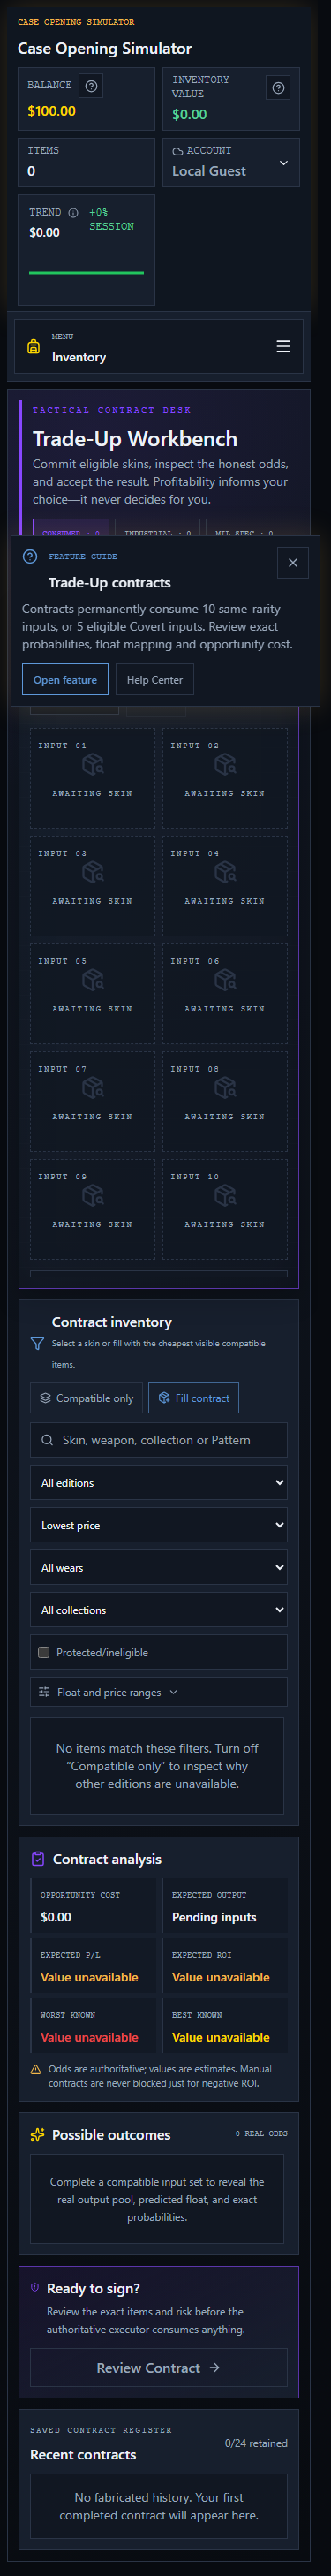 CASE OPENING SIMULATOR
Case Opening Simulator
BALANCE
$100.00
INVENTORY
VALUE
$0.00
ITEMS
0
ACCOUNT
Local Guest
TREND
+0%
$0.00
SESSION
MENU
Inventory
TACTICAL CONTRACT DESK
Trade-Up Workbench
Commit eligible skins, inspect the honest odds,
and accept the result. Profitability informs your
choice—it never decides for you.
CONSUMER · 0
INDUSTRIAL · 0
MIL-SPEC · 0
FEATURE GUIDE
Trade-Up contracts
Contracts permanently consume 10 same-rarity
inputs, or 5 eligible Covert inputs. Review exact
probabilities, float mapping and opportunity cost.
Open feature
Help Center
INPUT 01
AWAITING SKIN
INPUT 02
AWAITING SKIN
INPUT 03
AWAITING SKIN
INPUT 04
AWAITING SKIN
INPUT 05
AWAITING SKIN
INPUT 06
AWAITING SKIN
INPUT 07
AWAITING SKIN
INPUT 08
AWAITING SKIN
INPUT 09
AWAITING SKIN
INPUT 10
AWAITING SKIN
Contract inventory
Select a skin or fill with the cheapest visible compatible
items.
Compatible only
Fill contract
Skin, weapon, collection or Pattern
All editions
Lowest price
All wears
All collections
Protected/ineligible
Float and price ranges
No items match these filters. Turn off
“Compatible only” to inspect why
other editions are unavailable.
Contract analysis
OPPORTUNITY COST
$0.00
EXPECTED OUTPUT
Pending inputs
EXPECTED P/L
Value unavailable
EXPECTED ROI
Value unavailable
WORST KNOWN
Value unavailable
BEST KNOWN
Value unavailable
Odds are authoritative; values are estimates. Manual
contracts are never blocked just for negative ROI.
Possible outcomes
0 REAL ODDS
Complete a compatible input set to reveal the
real output pool, predicted float, and exact
probabilities.
Ready to sign?
Review the exact items and risk before the
authoritative executor consumes anything.
Review Contract
SAVED CONTRACT REGISTER
Recent contracts
0/24 retained
No fabricated history. Your first
completed contract will appear here.